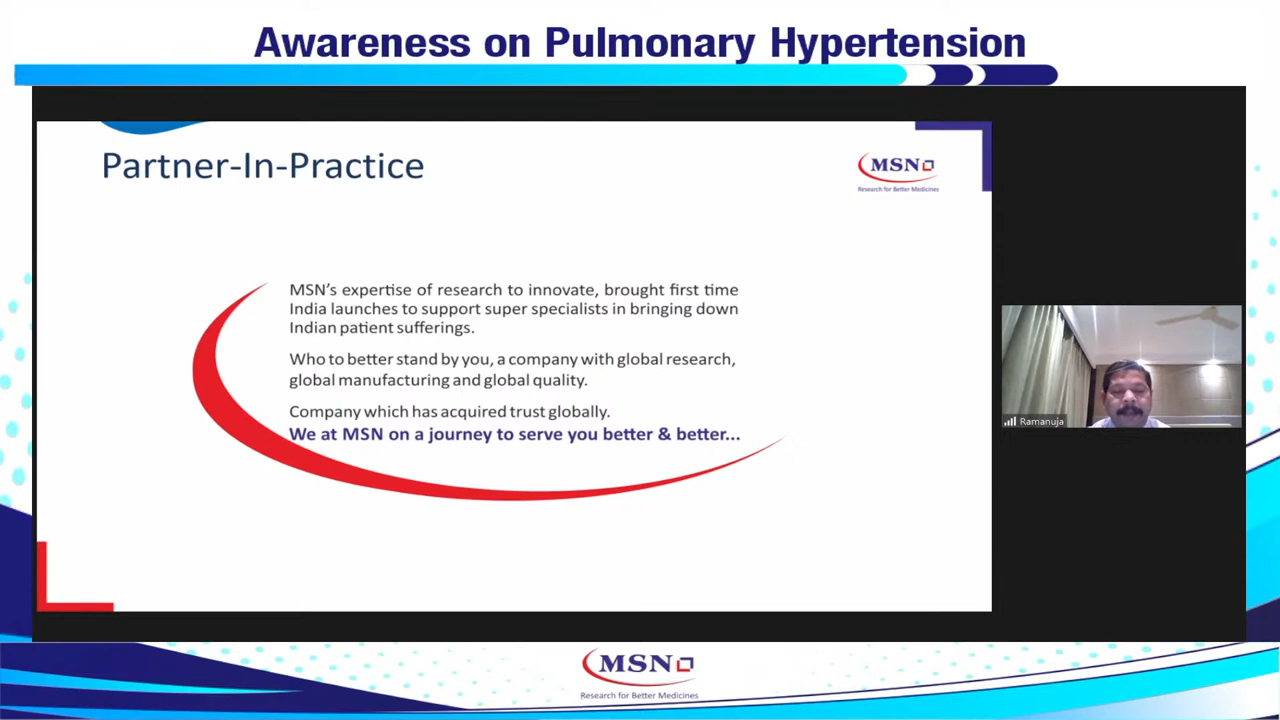 Awareness on Pulmonary Hypertension
Partner-In-Practice
MSN
Research for Better Medicines
MSN's expertise of research to innovate, brought first time
India launches to support super specialists in bringing down
Indian patient sufferings.
Who to better stand by you, a company with global research,
global manufacturing and global quality.
Company which has acquired trust globally.
We at MSN on a journey to serve you better & better...
Ramanuja
MSN
Research for Better Medicines